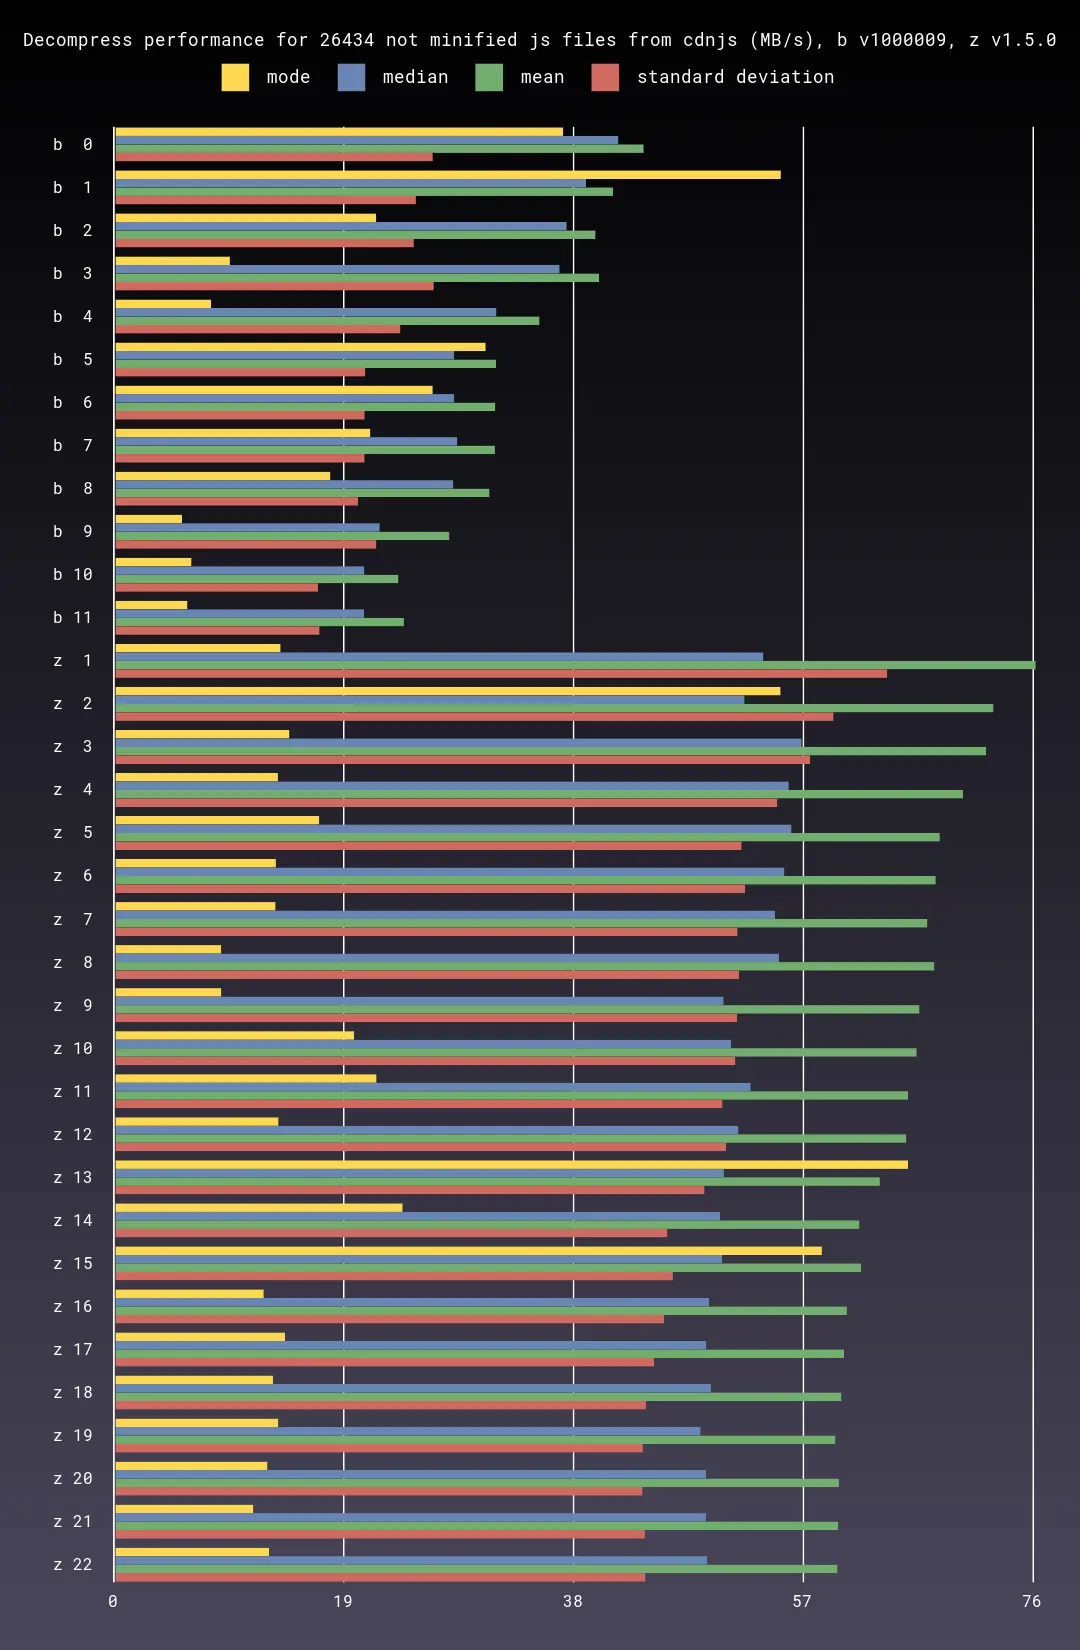 Decompress performance for 26434 not minified js files from cdnjs (MB/s), b v1000009, z v1.5.0
mode median mean standard deviation
b 0
b 1
b 2
b 3
b 4
b 5
b 6
b 7
b 8
b 9
b 10
b 11
z 1
z 2
z 3
z 4
z 5
z 6
z 7
z 8
z 9
z 10
z 11
z 12
z 13
z 14
z 15
z 16
z 17
z 18
z 19
z 20
z 21
z 22
0 19 38 57 76